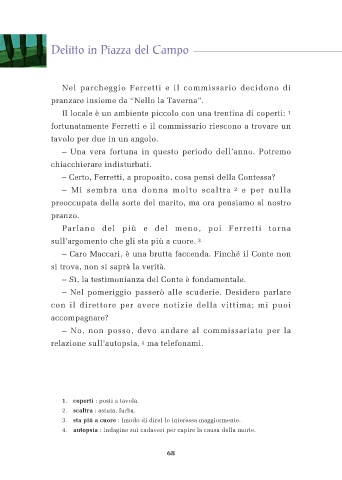 Delitto in Piazza del Campo
Nel parcheggio Ferretti e il commissario decidono di
pranzare insieme da “Nello la Taverna”.
Il locale è un ambiente piccolo con una trentina di coperti: 1
fortunatamente Ferretti e il commissario riescono a trovare un
tavolo per due in un angolo.
– Una vera fortuna in questo periodo dell’anno. Potremo
chiacchierare indisturbati.
– Certo, Ferretti, a proposito, cosa pensi della Contessa?
– Mi sembra una donna molto scaltra 2 e per nulla
preoccupata della sorte del marito, ma ora pensiamo al nostro
pranzo.
Parlano del più e del meno, poi Ferretti torna
sull’argomento che gli sta più a cuore. 3
– Caro Maccari, è una brutta faccenda. Finché il Conte non
si trova, non si saprà la verità.
– Sì, la testimonianza del Conte è fondamentale.
– Nel pomeriggio passerò alle scuderie. Desidero parlare
con il direttore per avere notizie della vittima; mi puoi
accompagnare?
– No, non posso, devo andare al commissariato per la
relazione sull’autopsia, 4 ma telefonami.
1. coperti : posti a tavola.
2. scaltra : astuta, furba.
3. sta più a cuore : (modo di dire) lo interessa maggiormente.
4. autopsia : indagine sui cadaveri per capire la causa della morte.
68